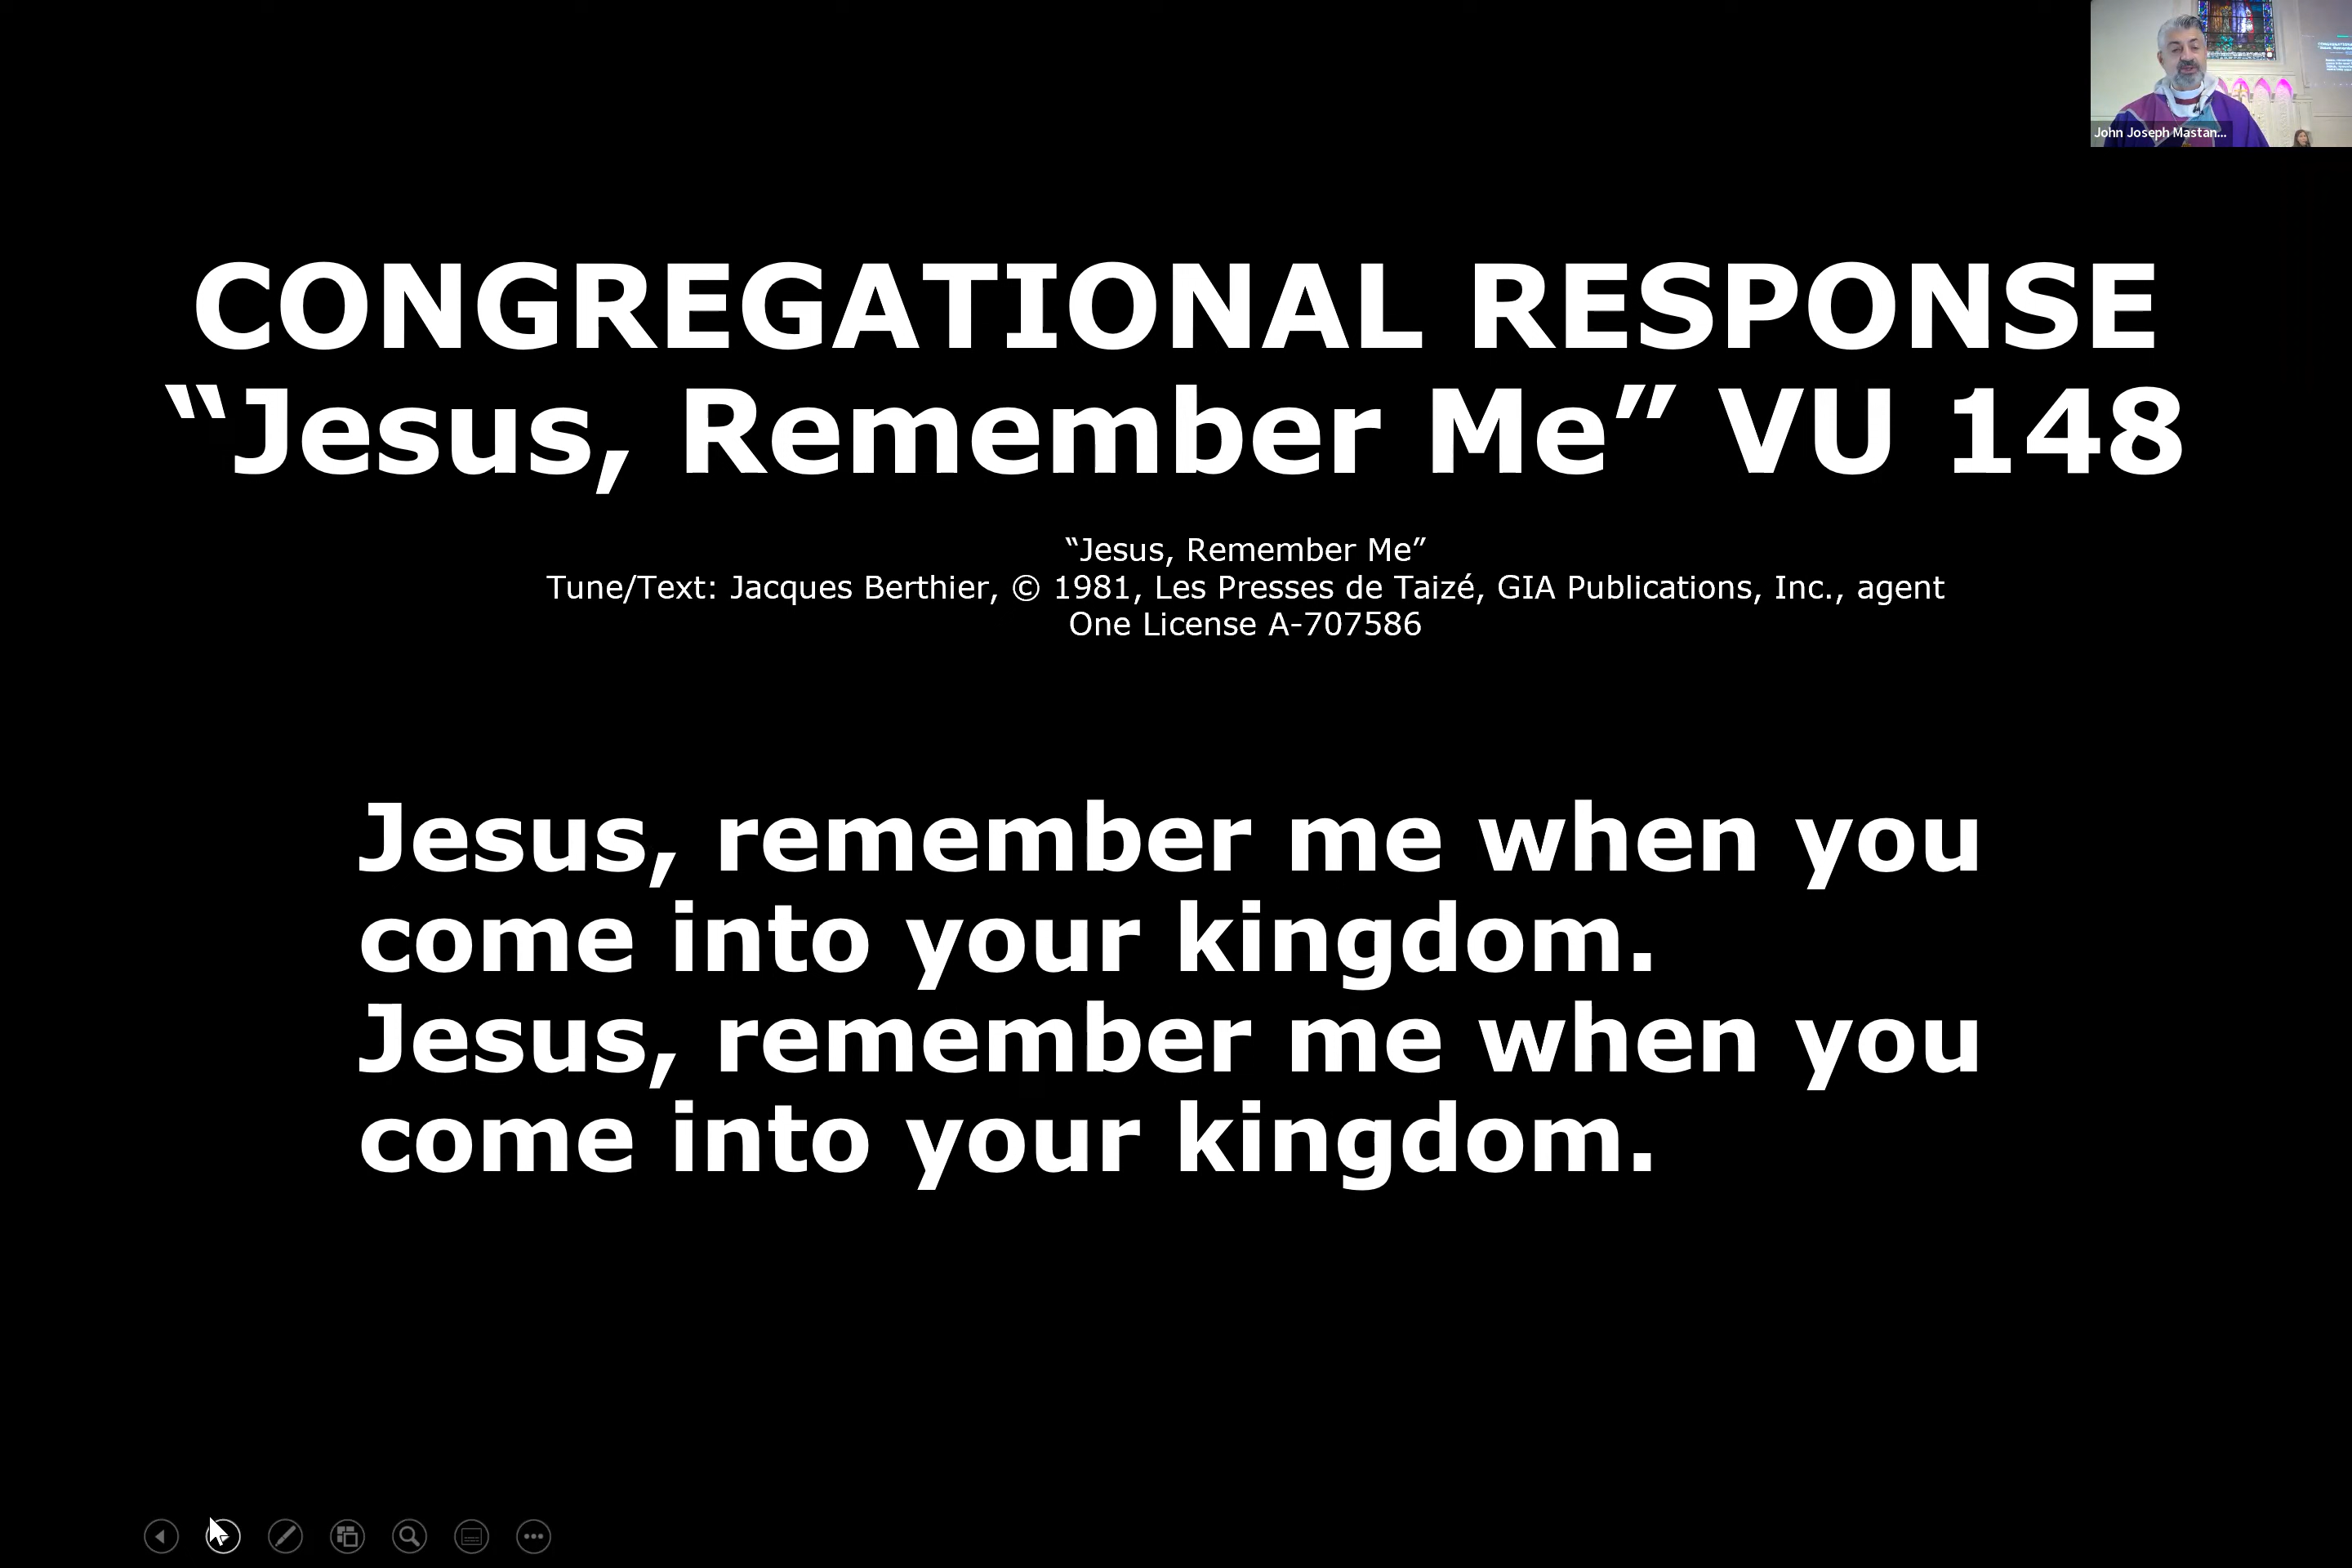 John Joseph Mastan...
CONGREGATIONAL RESPONSE
“Jesus, Remember Me” VU 148
“Jesus, Remember Me”
Tune/Text: Jacques Berthier, © 1981, Les Presses de Taizé, GIA Publications, Inc., agent
One License A-707586
Jesus, remember me when you
come into your kingdom.
Jesus, remember me when you
come into your kingdom.